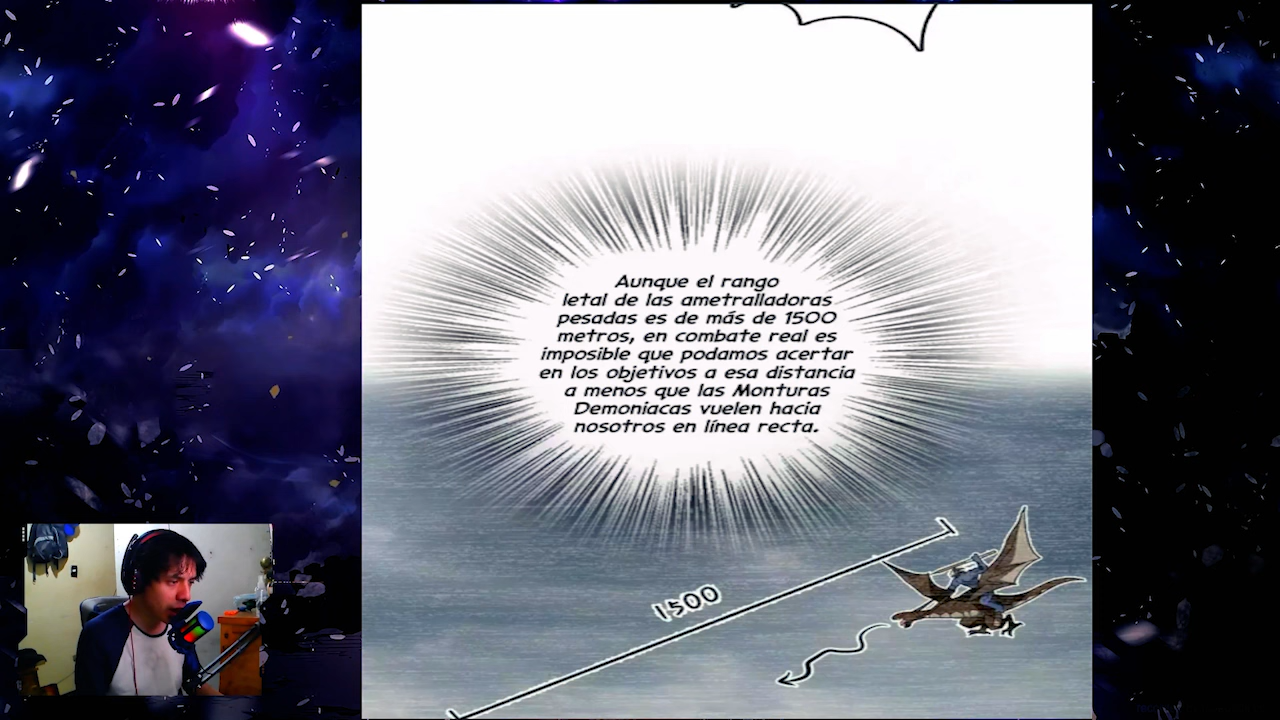 Aunque el rango
letal de las ametralladoras
pesadas es de más de 1500
metros, en combate real es
imposible que podamos acertar
en los objetivos a esa distancia
a menos que las Monturas
Demoniacas vuelen hacia
nosotros en línea recta.
1500